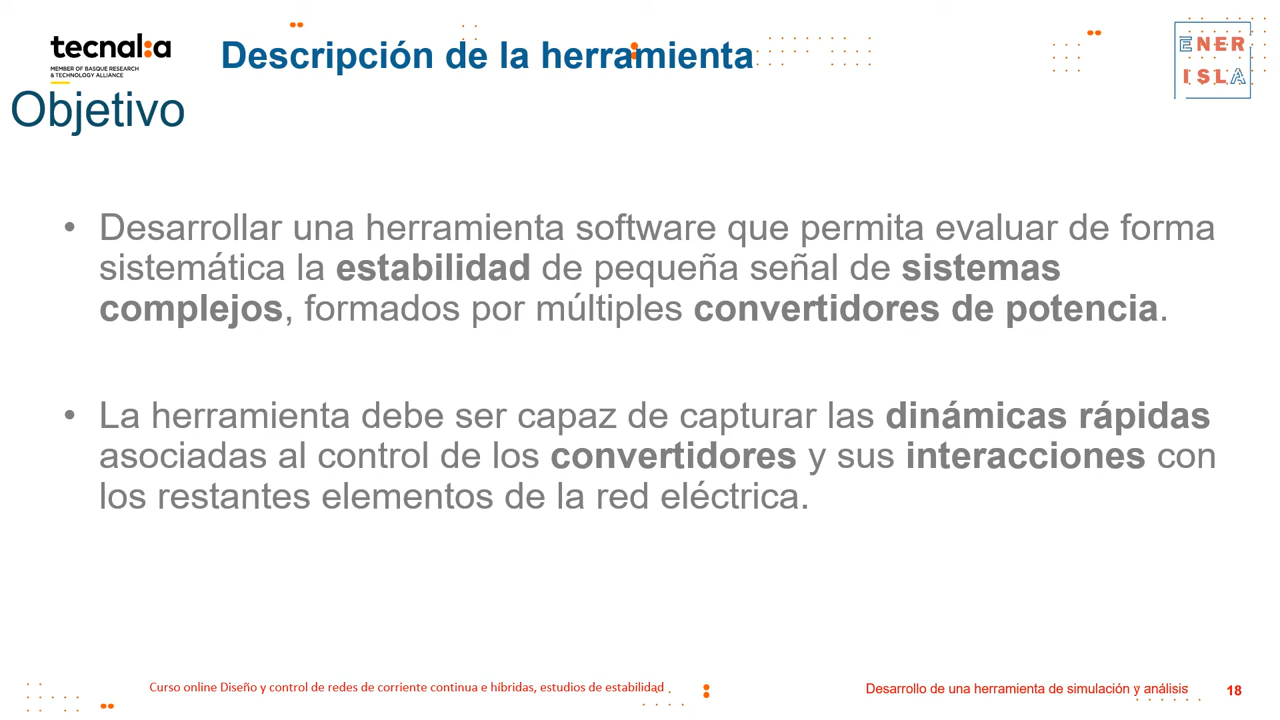 tecnal:a
MEMBER OF BASQUE RESEARCH
& TECHNOLOGY ALLIANCE
Descripción de la herramienta
ENER
ISLA
Objetivo
• Desarrollar una herramienta software que permita evaluar de forma
sistemática la estabilidad de pequeña señal de sistemas
complejos, formados por múltiples convertidores de potencia.
• La herramienta debe ser capaz de capturar las dinámicas rápidas
asociadas al control de los convertidores y sus interacciones con
los restantes elementos de la red eléctrica.
Curso online Diseño y control de redes de corriente continua e híbridas, estudios de estabilidad
Desarrollo de una herramienta de simulación y análisis
18